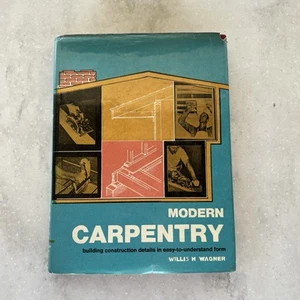 MODERN
CARPENTRY
building construction details in easy-to-understand form
WILLIS H WAGNER